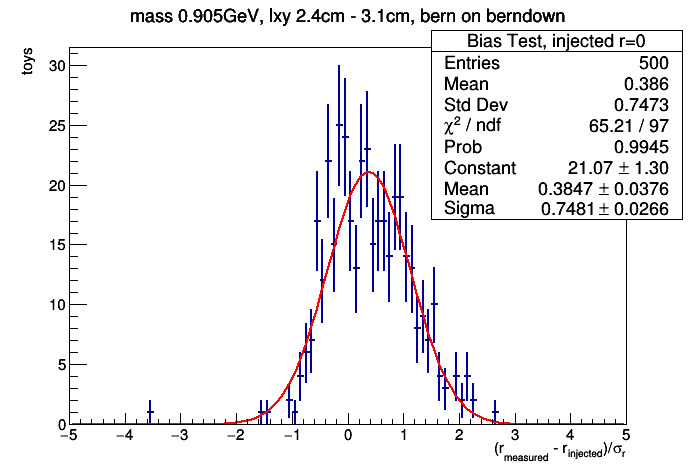 mass 0.905GeV, lxy 2.4cm - 3.1cm, bern on berndown
Bias Test, injected r=0
Entries 500
Mean 0.386
Std Dev 0.7473
χ² / ndf 65.21 / 97
Prob 0.9945
Constant 21.07 ± 1.30
Mean 0.3847 ± 0.0376
Sigma 0.7481 ± 0.0266
toys
30
25
20
15
10
5
0
−5 −4 −3 −2 −1 0 1 2 3 4 5
(r_measured - r_injected)/σ_r